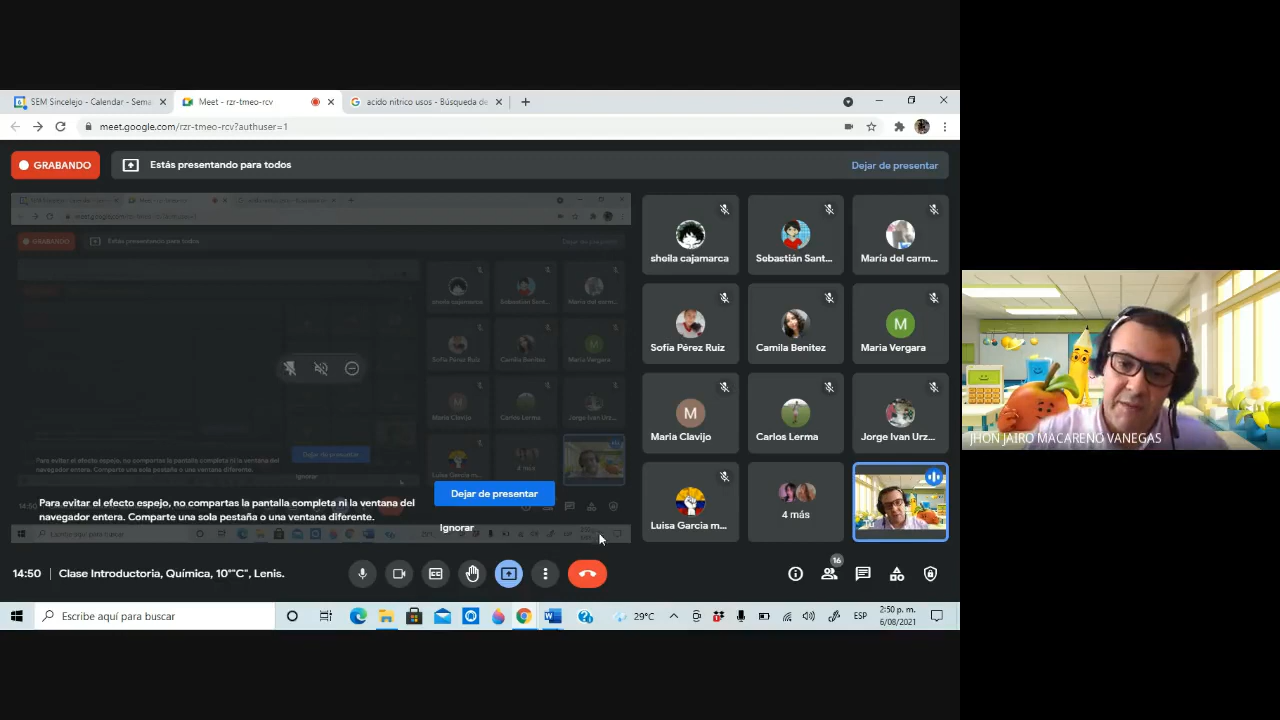 SEM Sincelejo - Calendar - Sema
Meet - rzr-tmeo-rcv
acido nitrico usos - Búsqueda de
meet.google.com/rzr-tmeo-rcv?authuser=1
GRABANDO
Estás presentando para todos
Dejar de presentar
sheila cajamarca
Sebastián Sant...
María del carm...
Sofía Pérez Ruiz
Camila Benitez
M
Maria Vergara
M
Maria Clavijo
Carlos Lerma
Jorge Ivan Urz...
Luisa Garcia m...
4 más
Tú
JHON JAIRO MACARENO VANEGAS
Para evitar el efecto espejo, no compartas la pantalla completa ni la ventana del
navegador entera. Comparte una sola pestaña o una ventana diferente.
Dejar de presentar
Ignorar
14:50
Clase Introductoria, Química, 10°"C", Lenis.
16
Escribe aquí para buscar
29°C
ESP
2:50 p. m.
6/08/2021